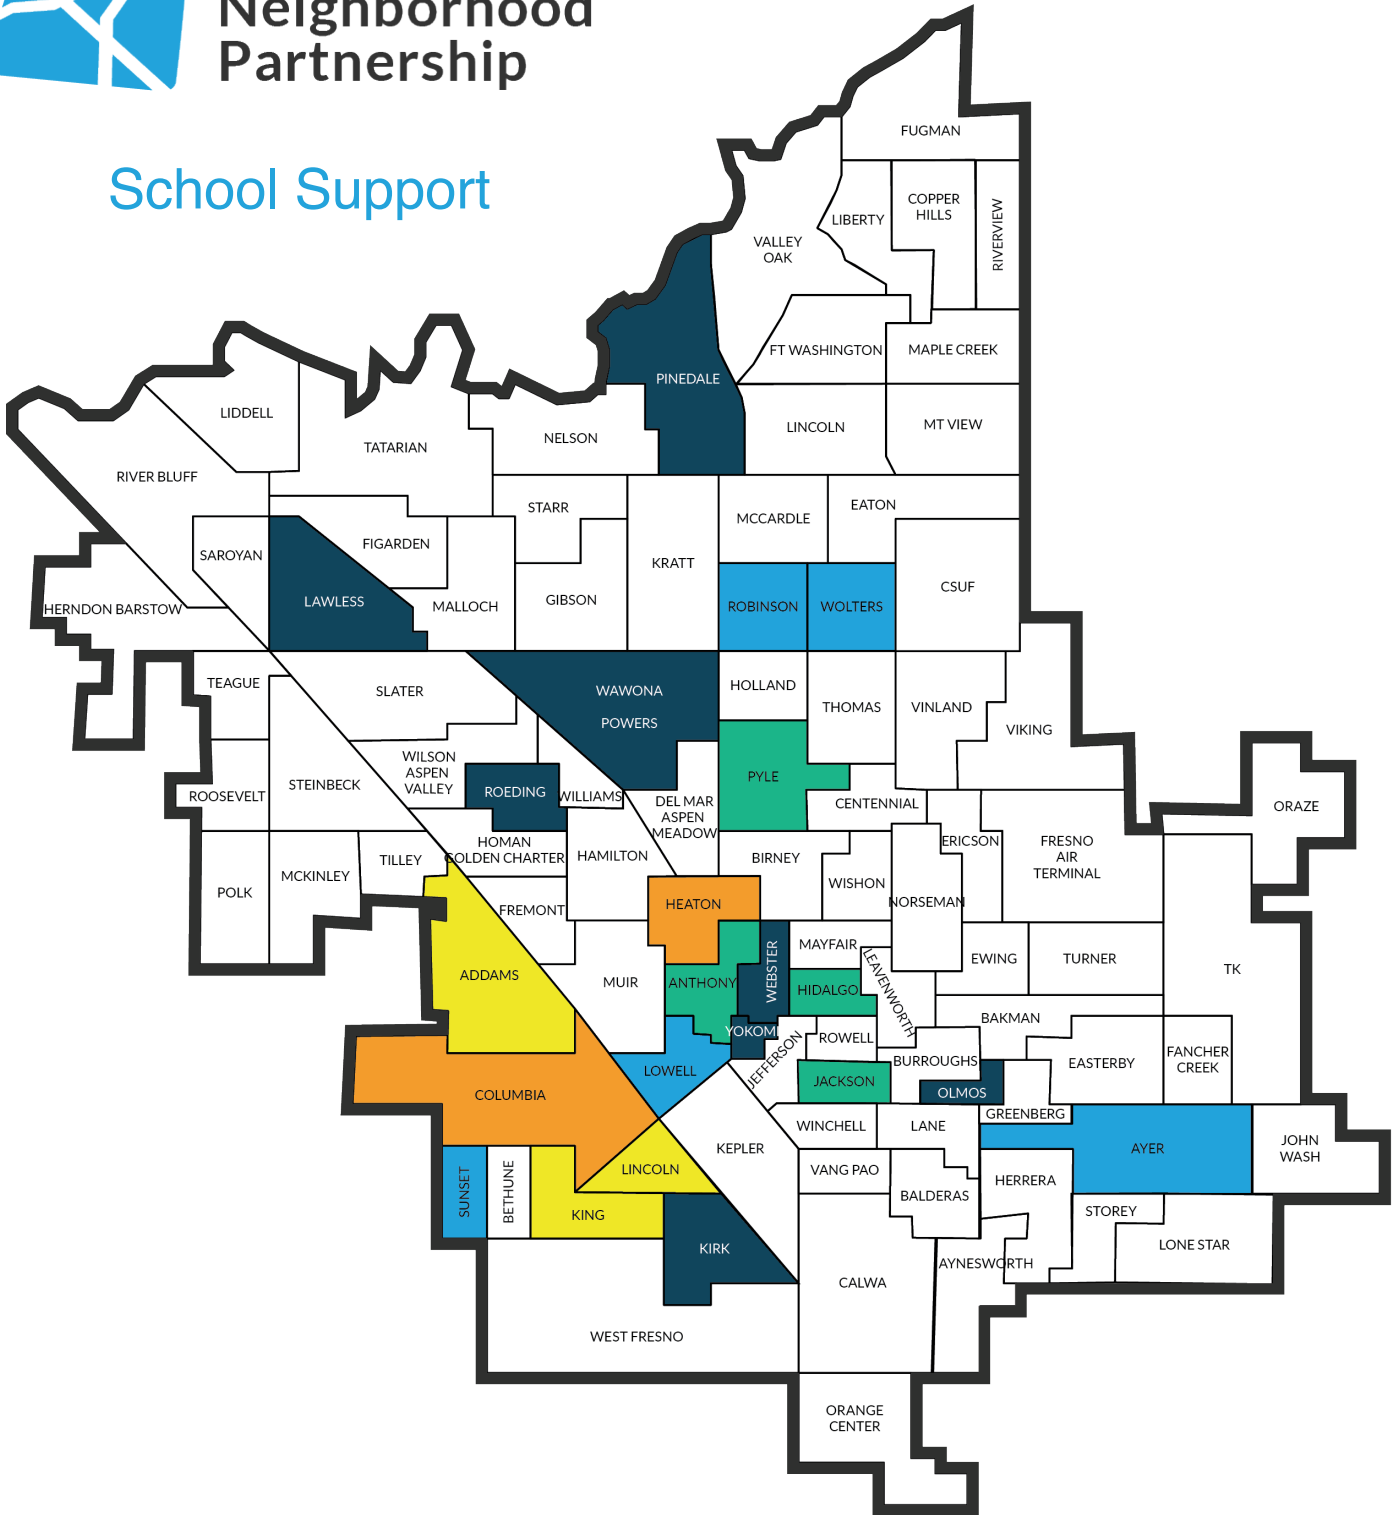 Neighborhood
Partnership
School Support
FUGMAN
COPPER
HILLS
LIBERTY
RIVERVIEW
VALLEY
OAK
FT WASHINGTON
MAPLE CREEK
PINEDALE
LIDDELL
NELSON
LINCOLN
MT VIEW
TATARIAN
RIVER BLUFF
STARR
MCCARDLE
EATON
FIGARDEN
SAROYAN
KRATT
CSUF
LAWLESS
MALLOCH
GIBSON
ROBINSON
WOLTERS
HERNDON BARSTOW
TEAGUE
SLATER
WAWONA
POWERS
HOLLAND
THOMAS
VINLAND
VIKING
WILSON
ASPEN
VALLEY
STEINBECK
ROOSEVELT
ROEDING
WILLIAMS
PYLE
DEL MAR
ASPEN
MEADOW
CENTENNIAL
ORAZE
HOMAN
GOLDEN CHARTER
HAMILTON
BIRNEY
ERICSON
FRESNO
AIR
TERMINAL
TILLEY
MCKINLEY
POLK
WISHON
NORSEMAN
FREMONT
HEATON
MAYFAIR
WEBSTER
LEAVENWORTH
EWING
TURNER
TK
ADDAMS
MUIR
ANTHONY
HIDALGO
BAKMAN
YOKOMI
JEFFERSON
ROWELL
BURROUGHS
EASTERBY
FANCHER
CREEK
LOWELL
JACKSON
OLMOS
COLUMBIA
GREENBERG
WINCHELL
LANE
AYER
JOHN
WASH
KEPLER
LINCOLN
VANG PAO
HERRERA
SUNSET
BETHUNE
KING
BALDERAS
STOREY
KIRK
LONE STAR
CALWA
AYNESWORTH
WEST FRESNO
ORANGE
CENTER